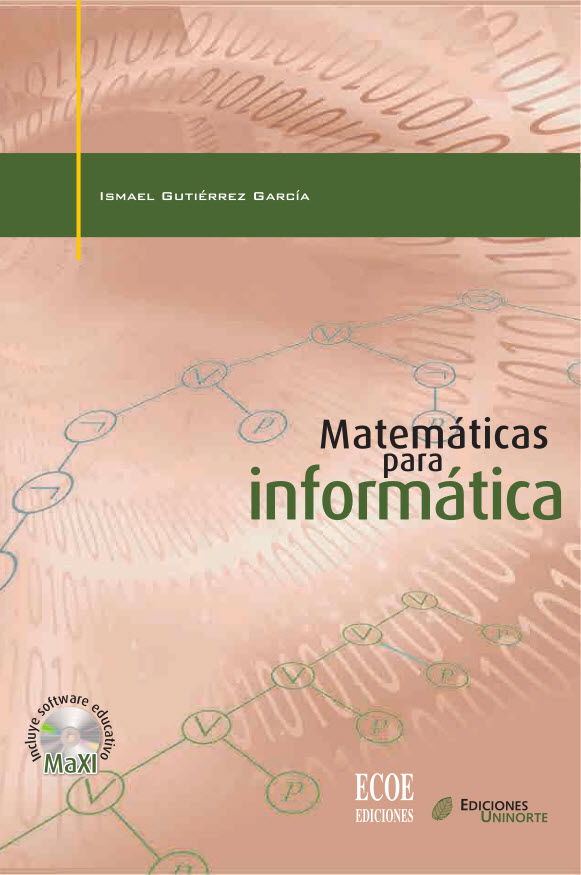 Ismael Gutiérrez García
Matemáticas
para
informática
Incluye software educativo
MaXI
ECOE
EDICIONES
EDICIONES
UNINORTE